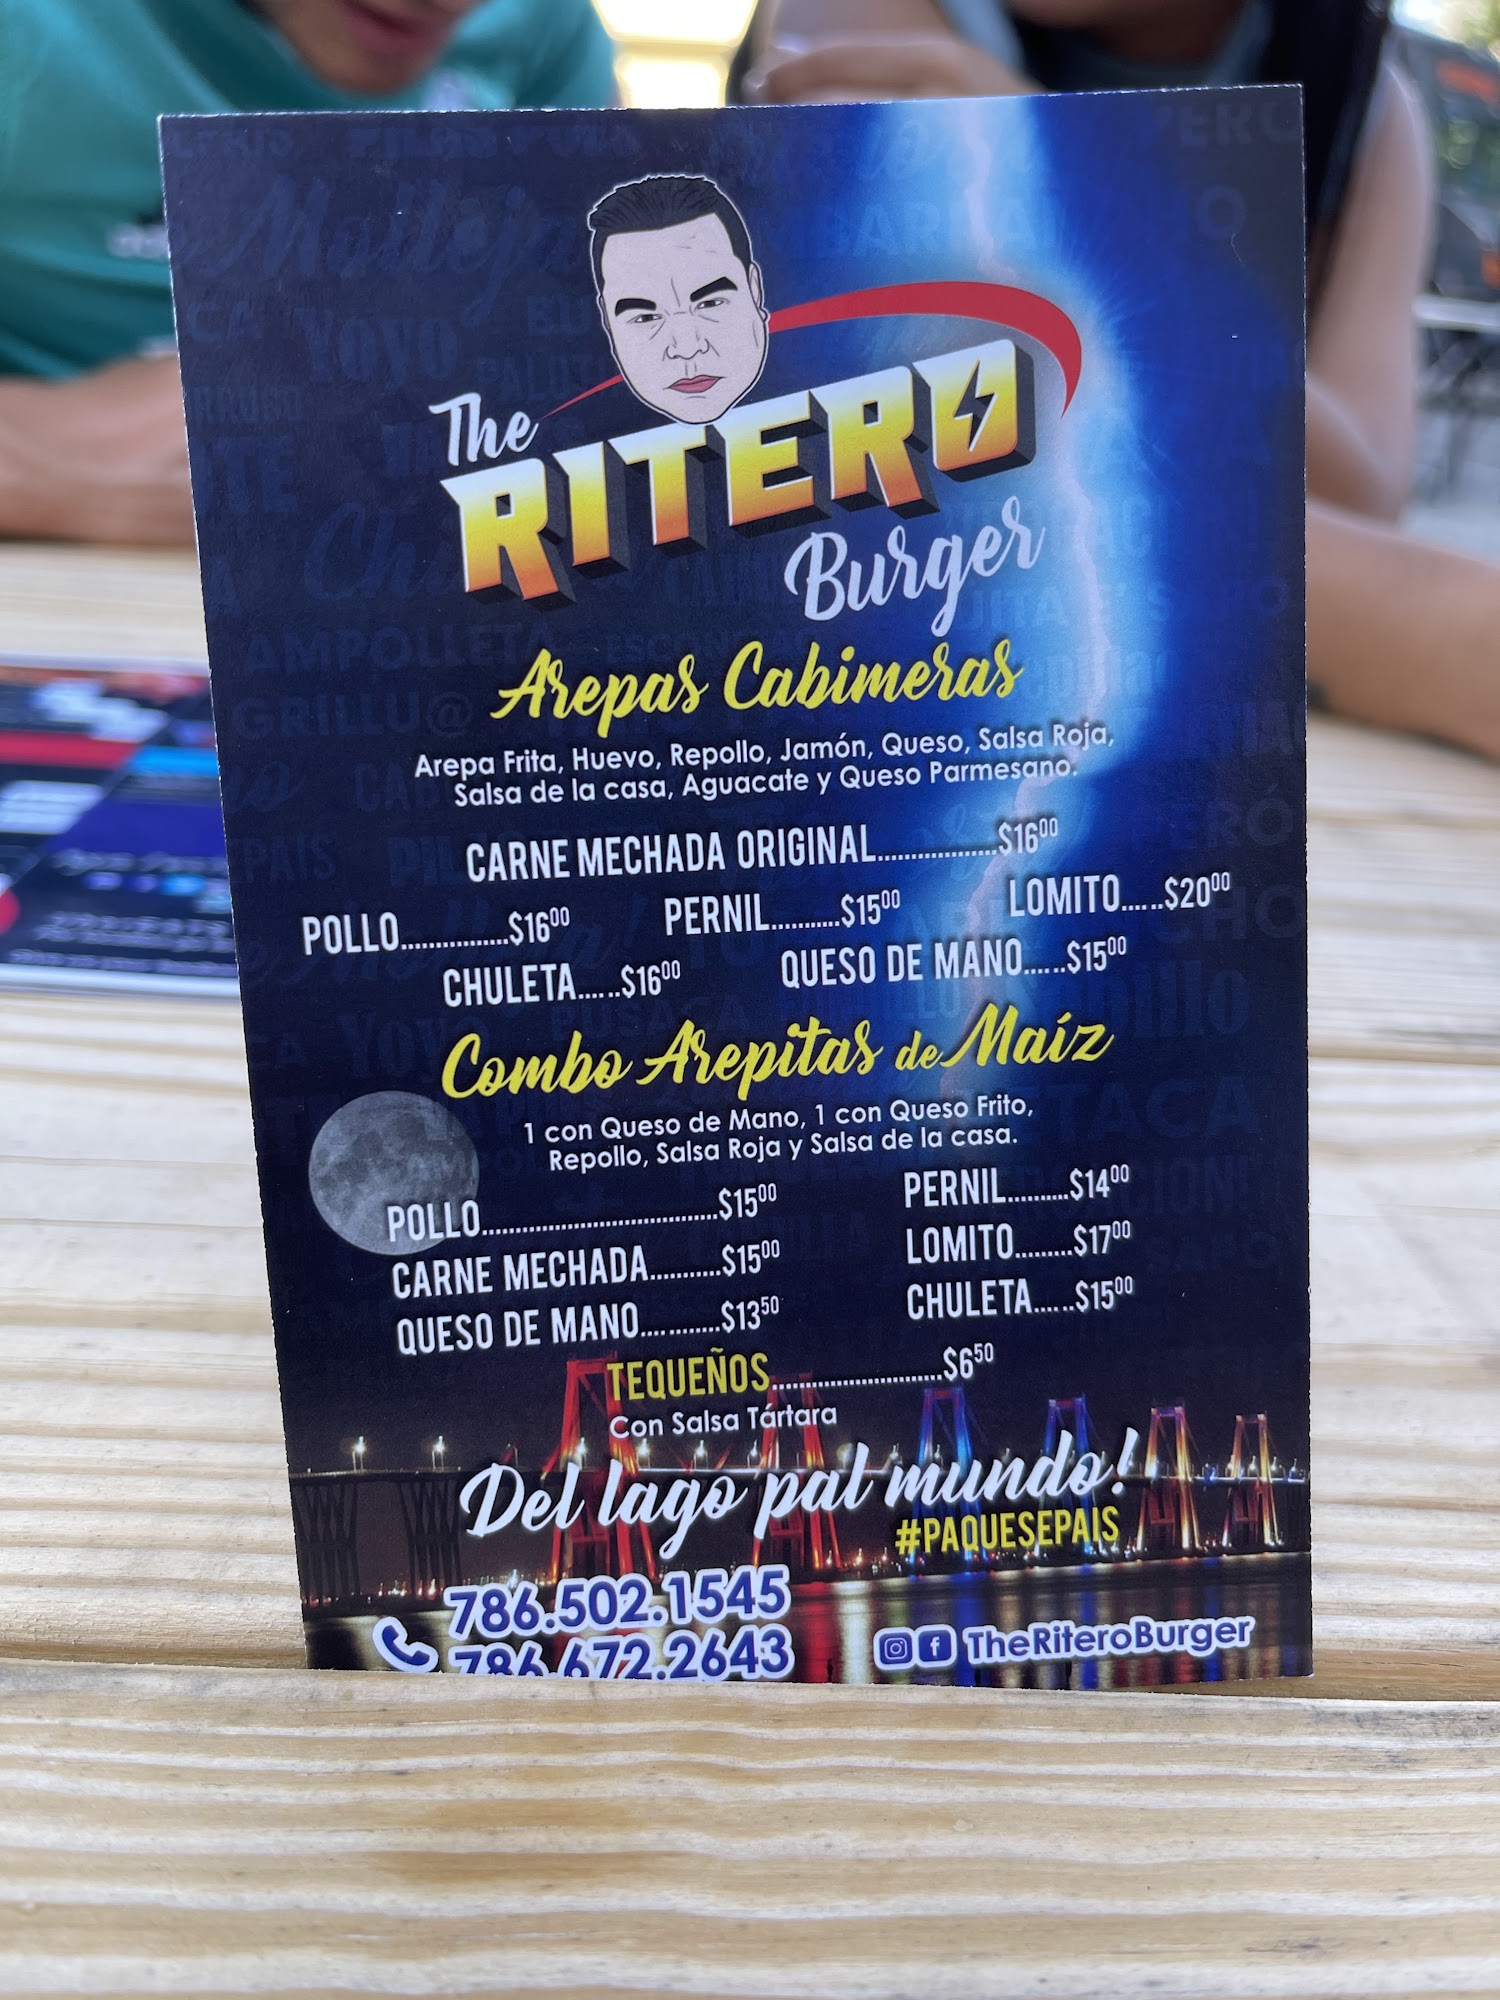 The
RITERO
Burger
Arepas Cabimeras
Arepa Frita, Huevo, Repollo, Jamón, Queso, Salsa Roja,
Salsa de la casa, Aguacate y Queso Parmesano.
CARNE MECHADA ORIGINAL..................$16⁰⁰
POLLO................$16⁰⁰ PERNIL...........$15⁰⁰ LOMITO......$20⁰⁰
CHULETA......$16⁰⁰ QUESO DE MANO......$15⁰⁰
Combo Arepitas de Maíz
1 con Queso de Mano, 1 con Queso Frito,
Repollo, Salsa Roja y Salsa de la casa.
POLLO....................................$15⁰⁰ PERNIL..........$14⁰⁰
CARNE MECHADA...........$15⁰⁰ LOMITO.........$17⁰⁰
QUESO DE MANO............$13⁵⁰ CHULETA......$15⁰⁰
TEQUEÑOS..........................$6⁵⁰
Con Salsa Tártara
Del lago pal mundo!
#PAQUESEPAIS
786.502.1545
786.672.2643
TheRiteroBurger